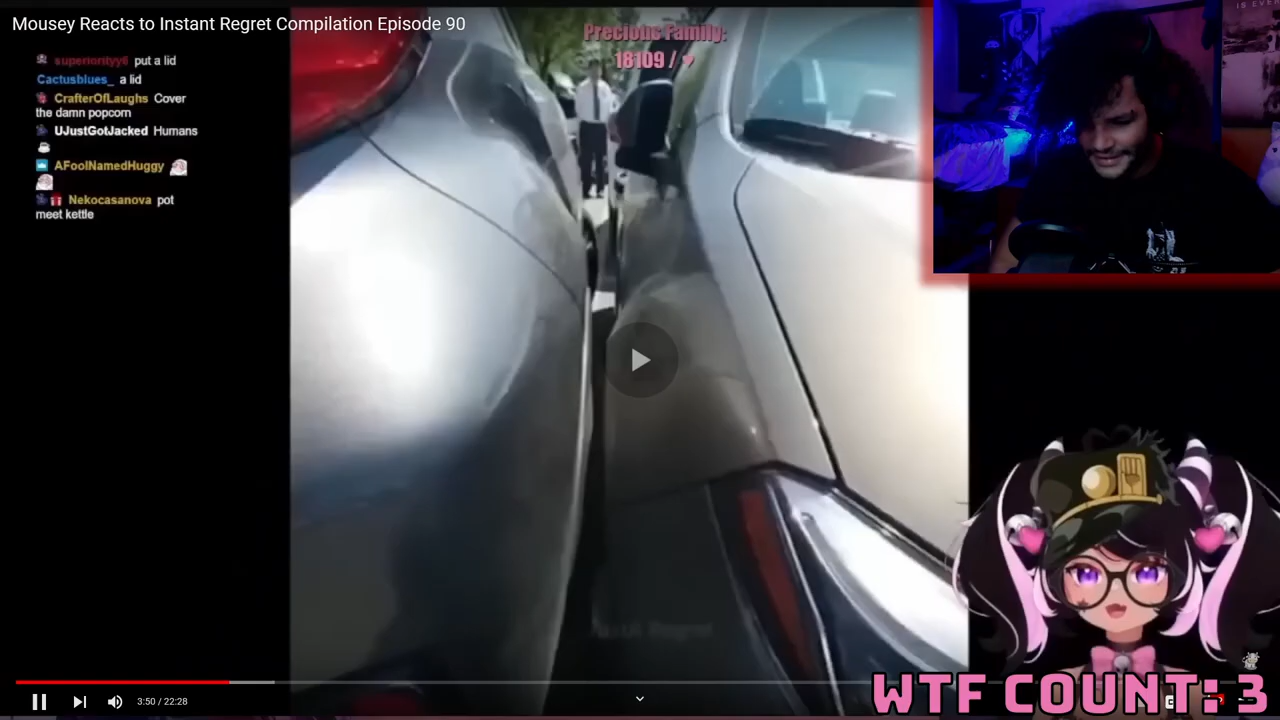 Mousey Reacts to Instant Regret Compilation Episode 90
Precious Family:
18109 / ♥
superiorityyti put a lid
Cactusblues_ a lid
CrafterOfLaughs Cover
the damn popcorn
UJustGotJacked Humans
AFoolNamedHuggy
Nekocasanova pot
meet kettle
3:50 / 22:28
WTF COUNT: 3